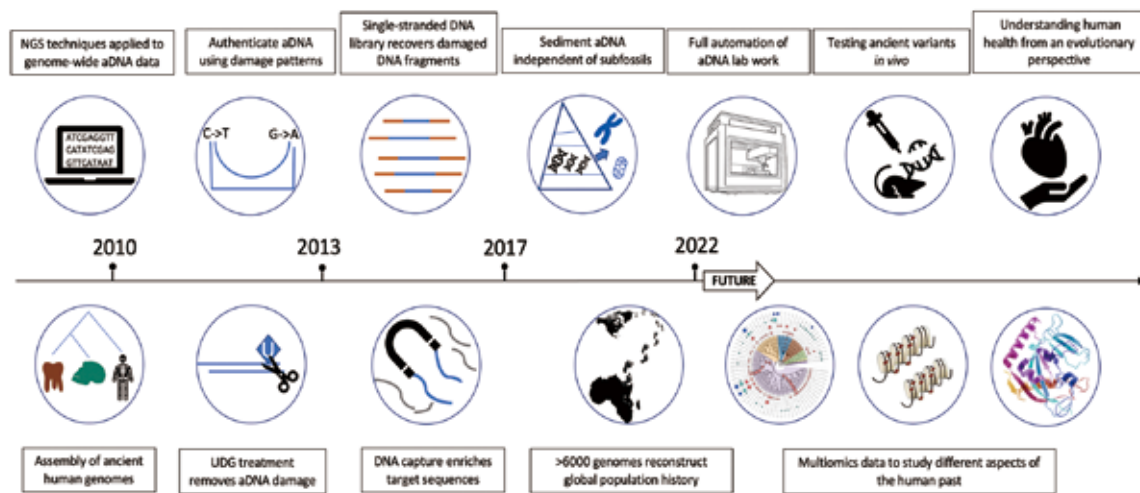 NGS techniques applied to
genome-wide aDNA data
Authenticate aDNA
using damage patterns
Single-stranded DNA
library recovers damaged
DNA fragments
Sediment aDNA
independent of subfossils
Full automation of
aDNA lab work
Testing ancient variants
in vivo
Understanding human
health from an evolutionary
perspective
ATCGAGGTT
CATATCGAG
GTTCATAAT
C->T
G->A
2010
2013
2017
2022
FUTURE
U
Assembly of ancient
human genomes
UDG treatment
removes aDNA damage
DNA capture enriches
target sequences
>6000 genomes reconstruct
global population history
Multiomics data to study different aspects of
the human past